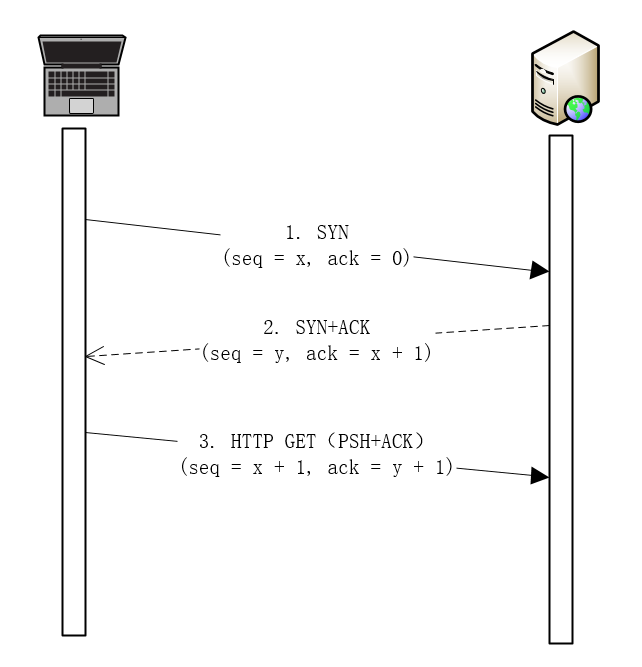 1. SYN
(seq = x, ack = 0)
2. SYN+ACK
(seq = y, ack = x + 1)
3. HTTP GET（PSH+ACK）
(seq = x + 1, ack = y + 1)